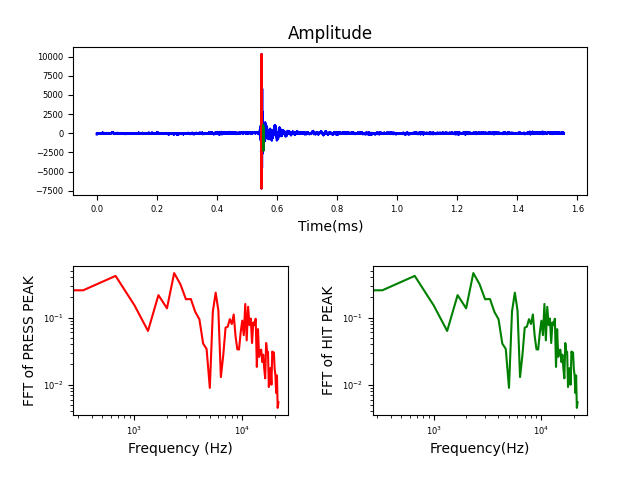 Amplitude
10000
7500
5000
2500
0
−2500
−5000
−7500
0.0 0.2 0.4 0.6 0.8 1.0 1.2 1.4 1.6
Time(ms)
FFT of PRESS PEAK
10⁻¹
10⁻²
10³ 10⁴
Frequency (Hz)
FFT of HIT PEAK
10⁻¹
10⁻²
10³ 10⁴
Frequency(Hz)